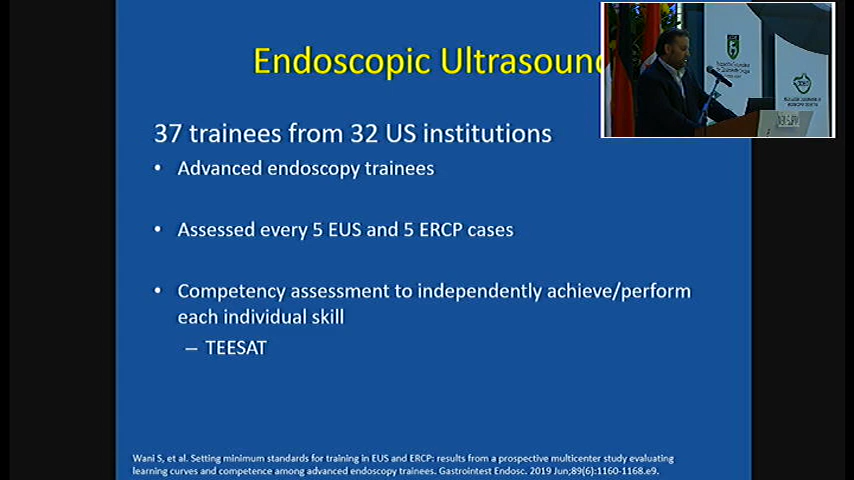 Endoscopic Ultrasoun
37 trainees from 32 US institutions
• Advanced endoscopy trainees
• Assessed every 5 EUS and 5 ERCP cases
• Competency assessment to independently achieve/perform
each individual skill
– TEESAT
Wani S, et al. Setting minimum standards for training in EUS and ERCP: results from a prospective multicenter study evaluating
learning curves and competence among advanced endoscopy trainees. Gastrointest Endosc. 2019 Jun;89(6):1160-1168.e9.